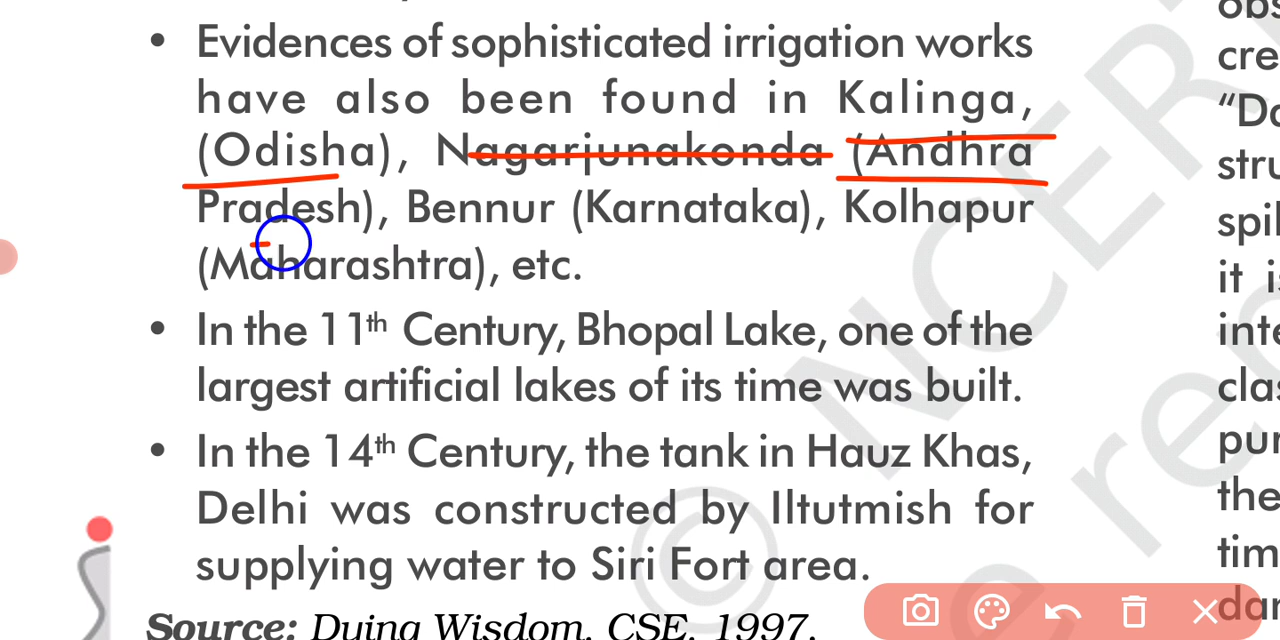 Evidences of sophisticated irrigation works
have also been found in Kalinga,
(Odisha), Nagarjunakonda (Andhra
Pradesh), Bennur (Karnataka), Kolhapur
(Maharashtra), etc.
• In the 11th Century, Bhopal Lake, one of the
largest artificial lakes of its time was built.
• In the 14th Century, the tank in Hauz Khas,
Delhi was constructed by Iltutmish for
supplying water to Siri Fort area.
Source: Dying Wisdom, CSE, 1997.
© NCERT